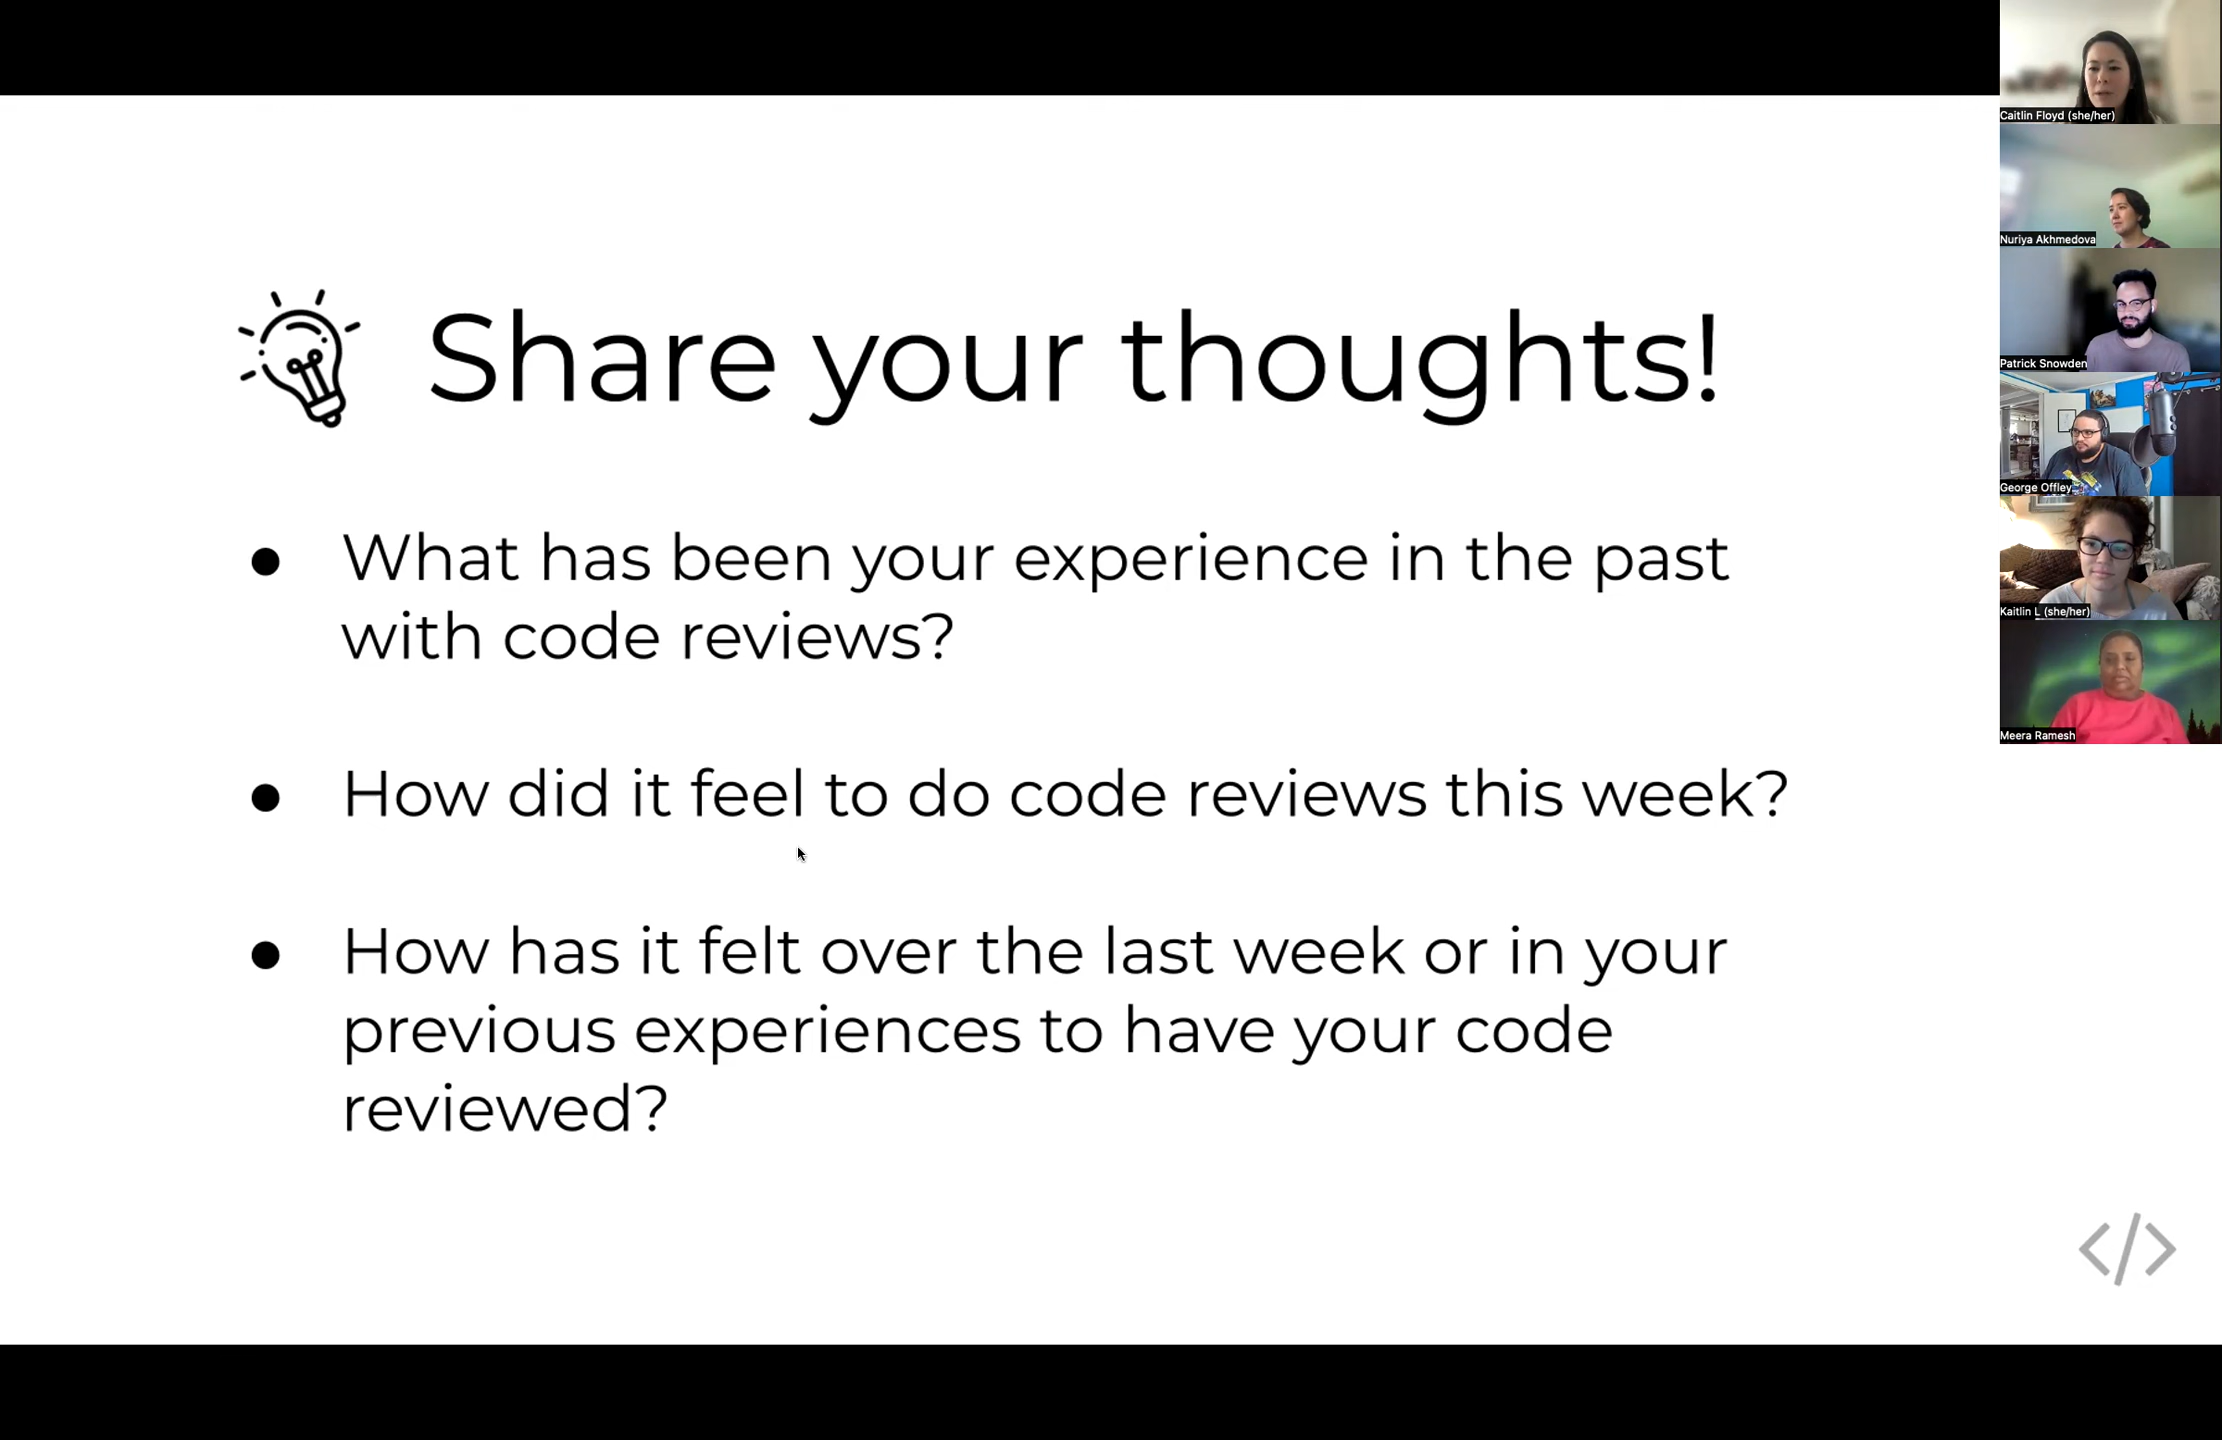 Share your thoughts!
● What has been your experience in the past
with code reviews?
● How did it feel to do code reviews this week?
● How has it felt over the last week or in your
previous experiences to have your code
reviewed?
</>
Caitlin Floyd (she/her)
Nuriya Akhmedova
Patrick Snowden
George Offley
Kaitlin L (she/her)
Meera Ramesh